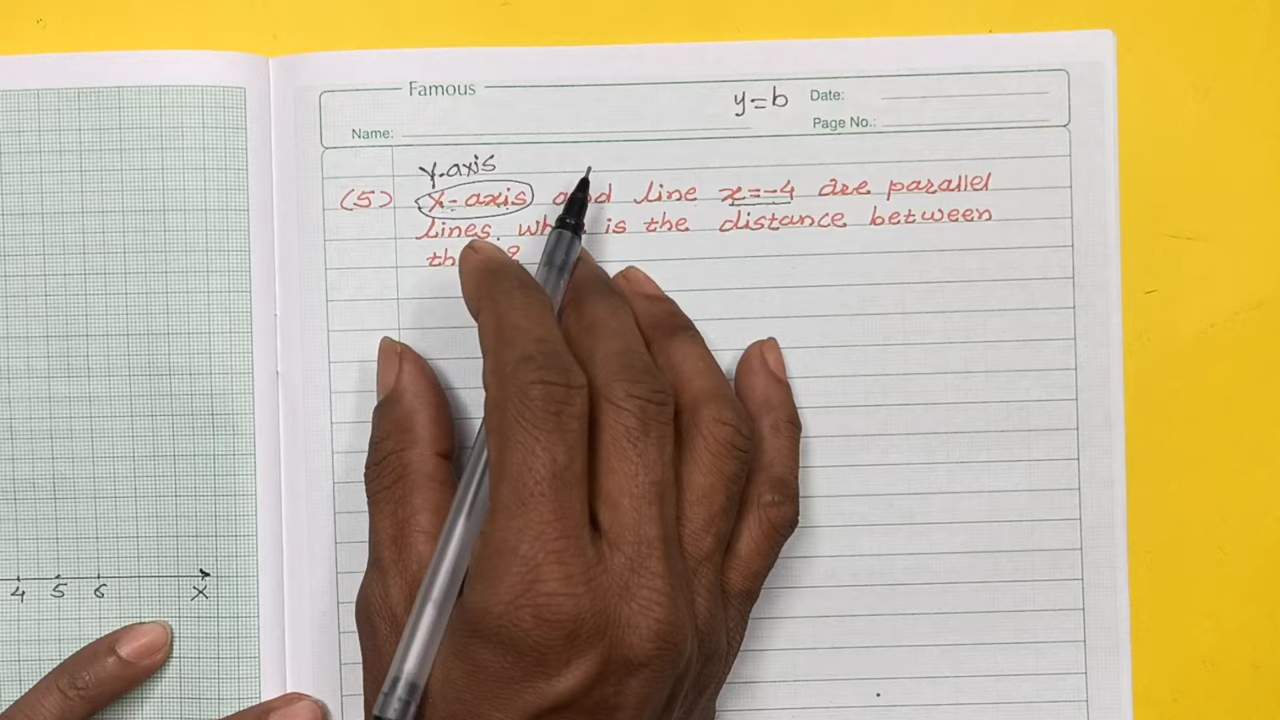 Famous
y=b
Date:
Page No.:
Name:
Y-axis
(5) X-axis and line x=-4 are parallel
lines. is the distance between
?
4 5 6 X